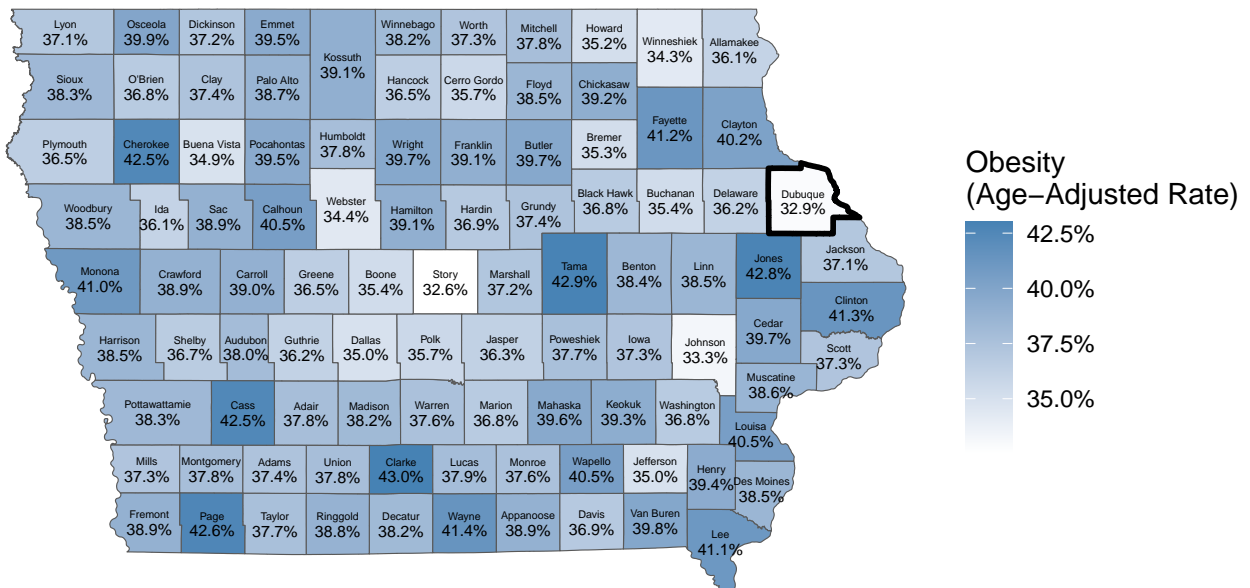 Lyon
37.1%
Osceola
39.9%
Dickinson
37.2%
Emmet
39.5%
Kossuth
39.1%
Winnebago
38.2%
Worth
37.3%
Mitchell
37.8%
Howard
35.2%
Winneshiek
34.3%
Allamakee
36.1%
Sioux
38.3%
O'Brien
36.8%
Clay
37.4%
Palo Alto
38.7%
Hancock
36.5%
Cerro Gordo
35.7%
Floyd
38.5%
Chickasaw
39.2%
Fayette
41.2%
Clayton
40.2%
Plymouth
36.5%
Cherokee
42.5%
Buena Vista
34.9%
Pocahontas
39.5%
Humboldt
37.8%
Wright
39.7%
Franklin
39.1%
Butler
39.7%
Bremer
35.3%
Woodbury
38.5%
Ida
36.1%
Sac
38.9%
Calhoun
40.5%
Webster
34.4%
Hamilton
39.1%
Hardin
36.9%
Grundy
37.4%
Black Hawk
36.8%
Buchanan
35.4%
Delaware
36.2%
Dubuque
32.9%
Monona
41.0%
Crawford
38.9%
Carroll
39.0%
Greene
36.5%
Boone
35.4%
Story
32.6%
Marshall
37.2%
Tama
42.9%
Benton
38.4%
Linn
38.5%
Jones
42.8%
Jackson
37.1%
Clinton
41.3%
Harrison
38.5%
Shelby
36.7%
Audubon
38.0%
Guthrie
36.2%
Dallas
35.0%
Polk
35.7%
Jasper
36.3%
Poweshiek
37.7%
Iowa
37.3%
Johnson
33.3%
Cedar
39.7%
Scott
37.3%
Muscatine
38.6%
Pottawattamie
38.3%
Cass
42.5%
Adair
37.8%
Madison
38.2%
Warren
37.6%
Marion
36.8%
Mahaska
39.6%
Keokuk
39.3%
Washington
36.8%
Louisa
40.5%
Mills
37.3%
Montgomery
37.8%
Adams
37.4%
Union
37.8%
Clarke
43.0%
Lucas
37.9%
Monroe
37.6%
Wapello
40.5%
Jefferson
35.0%
Henry
39.4%
Des Moines
38.5%
Fremont
38.9%
Page
42.6%
Taylor
37.7%
Ringgold
38.8%
Decatur
38.2%
Wayne
41.4%
Appanoose
38.9%
Davis
36.9%
Van Buren
39.8%
Lee
41.1%
Obesity
(Age−Adjusted Rate)
42.5%
40.0%
37.5%
35.0%